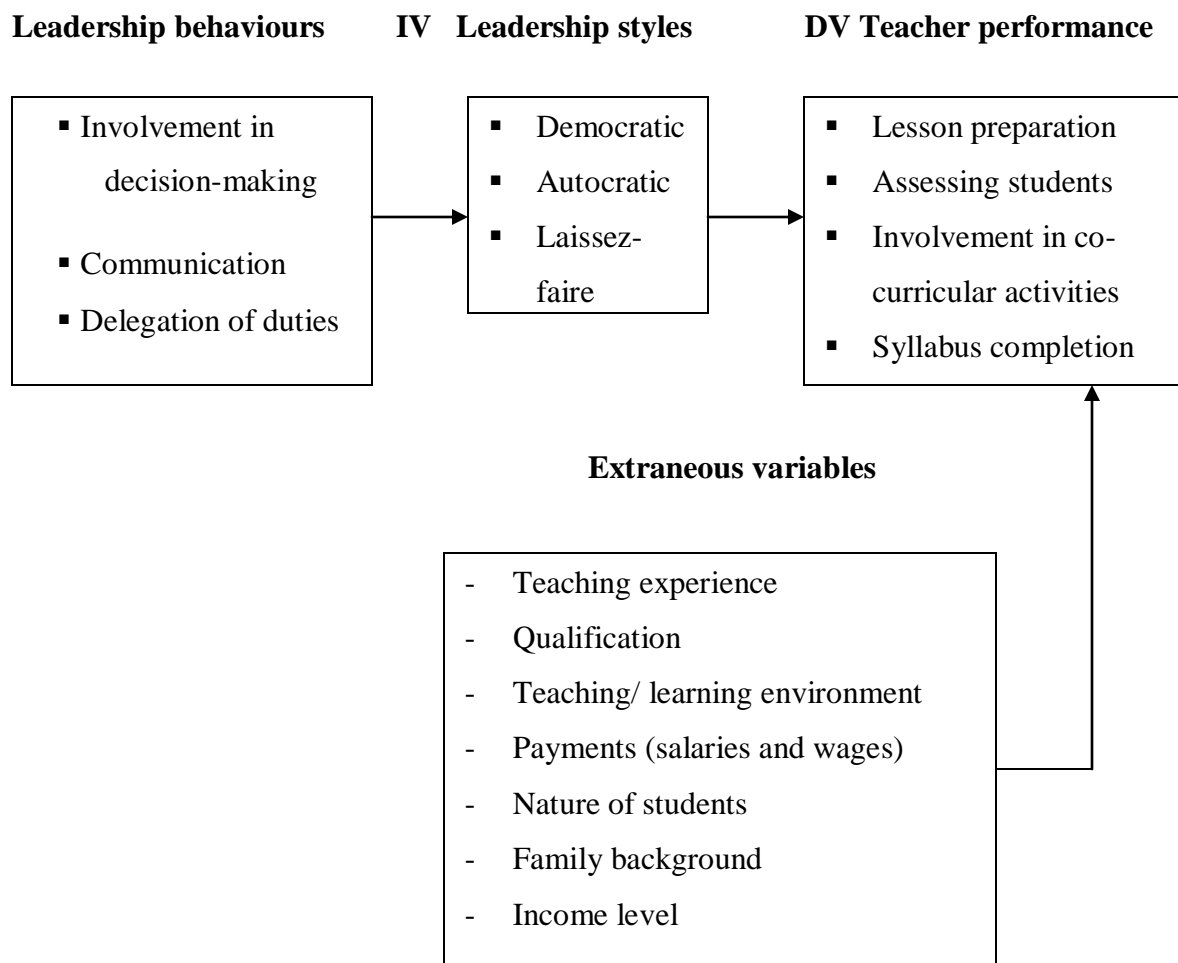 Leadership behaviours IV Leadership styles DV Teacher performance
▪ Involvement in
decision-making
▪ Communication
▪ Delegation of duties
▪ Democratic
▪ Autocratic
▪ Laissez-
faire
▪ Lesson preparation
▪ Assessing students
▪ Involvement in co-
curricular activities
▪ Syllabus completion
Extraneous variables
- Teaching experience
- Qualification
- Teaching/ learning environment
- Payments (salaries and wages)
- Nature of students
- Family background
- Income level